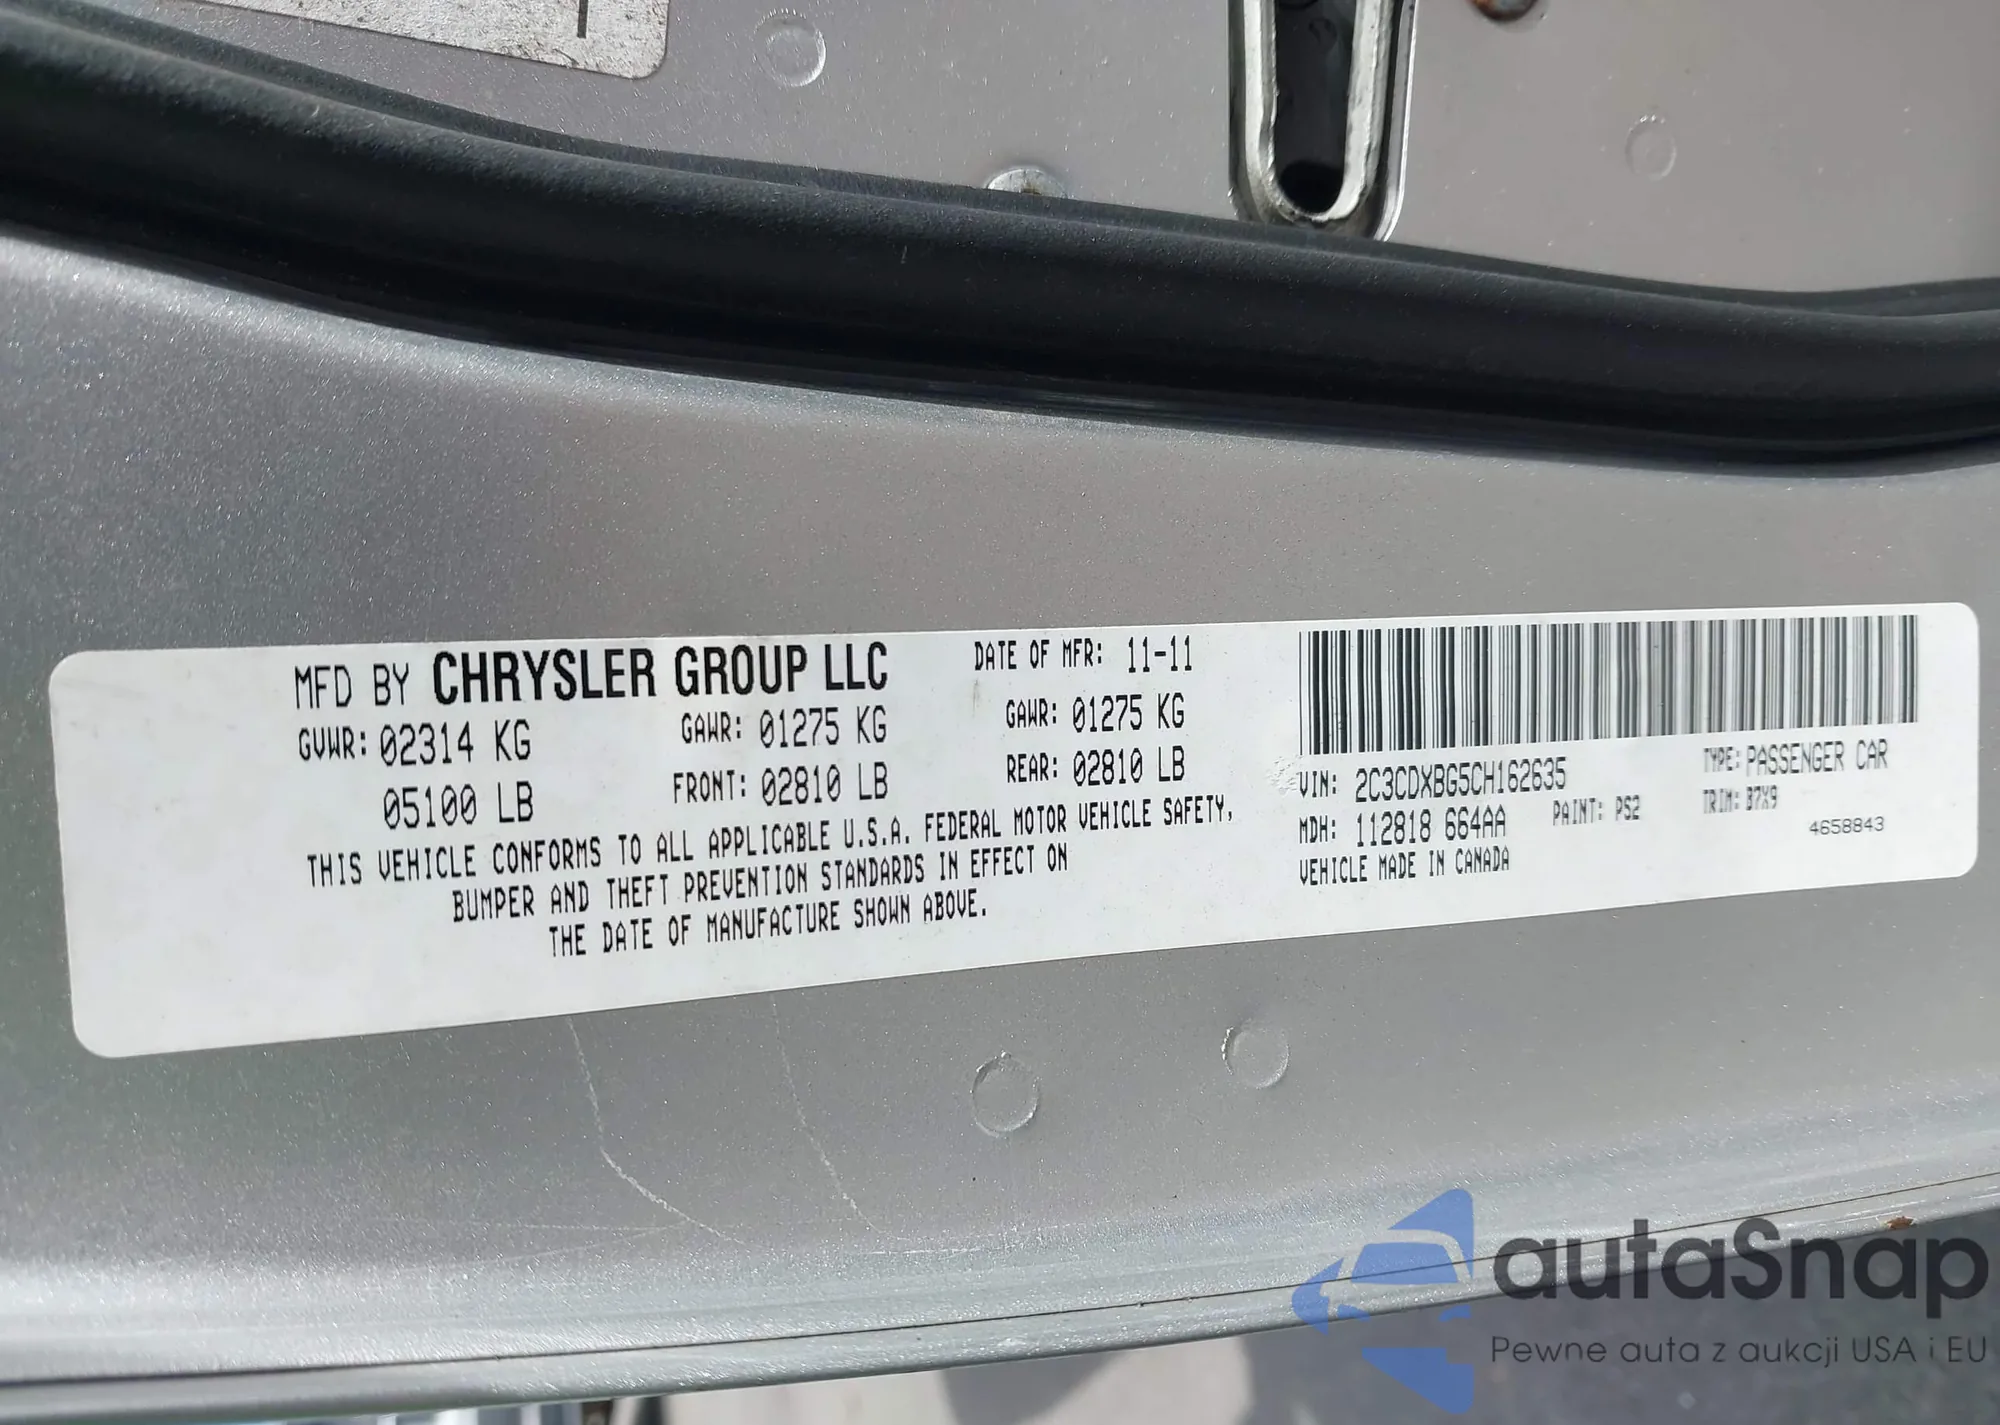 MFD BY CHRYSLER GROUP LLC
DATE OF MFR: 11-11
GVWR: 02314 KG
GAWR: 01275 KG
GAWR: 01275 KG
05100 LB
FRONT: 02810 LB
REAR: 02810 LB
THIS VEHICLE CONFORMS TO ALL APPLICABLE U.S.A. FEDERAL MOTOR VEHICLE SAFETY,
BUMPER AND THEFT PREVENTION STANDARDS IN EFFECT ON
THE DATE OF MANUFACTURE SHOWN ABOVE.
VIN: 2C3CDXBG5CH162635
TYPE: PASSENGER CAR
MDH: 112818 664AA
PAINT: PS2
TRIM: B7X9
VEHICLE MADE IN CANADA
4658843
autaSnap
Pewne auta z aukcji USA i EU